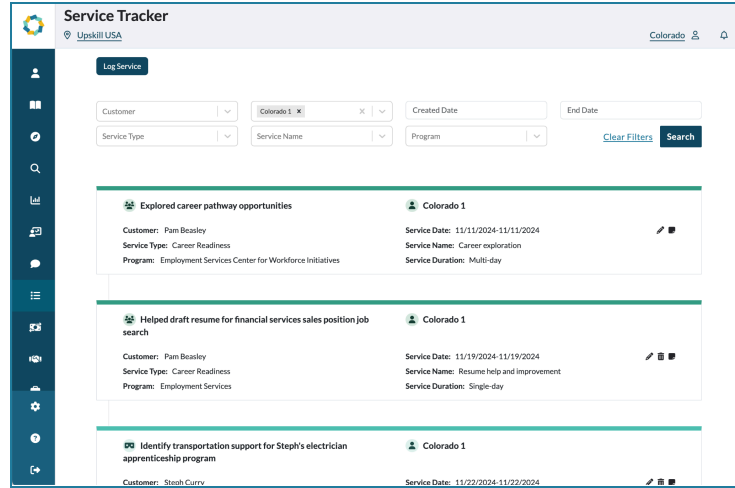 Service Tracker
Upskill USA
Colorado
Log Service
Customer
Colorado 1
Created Date
End Date
Service Type
Service Name
Program
Clear Filters
Search
Explored career pathway opportunities
Colorado 1
Customer: Pam Beasley
Service Date: 11/11/2024-11/11/2024
Service Type: Career Readiness
Service Name: Career exploration
Program: Employment Services Center for Workforce Initiatives
Service Duration: Multi-day
Helped draft resume for financial services sales position job
search
Colorado 1
Customer: Pam Beasley
Service Date: 11/19/2024-11/19/2024
Service Type: Career Readiness
Service Name: Resume help and improvement
Program: Employment Services
Service Duration: Single-day
Identify transportation support for Steph's electrician
apprenticeship program
Colorado 1
Customer: Steph Curry
Service Date: 11/22/2024-11/22/2024